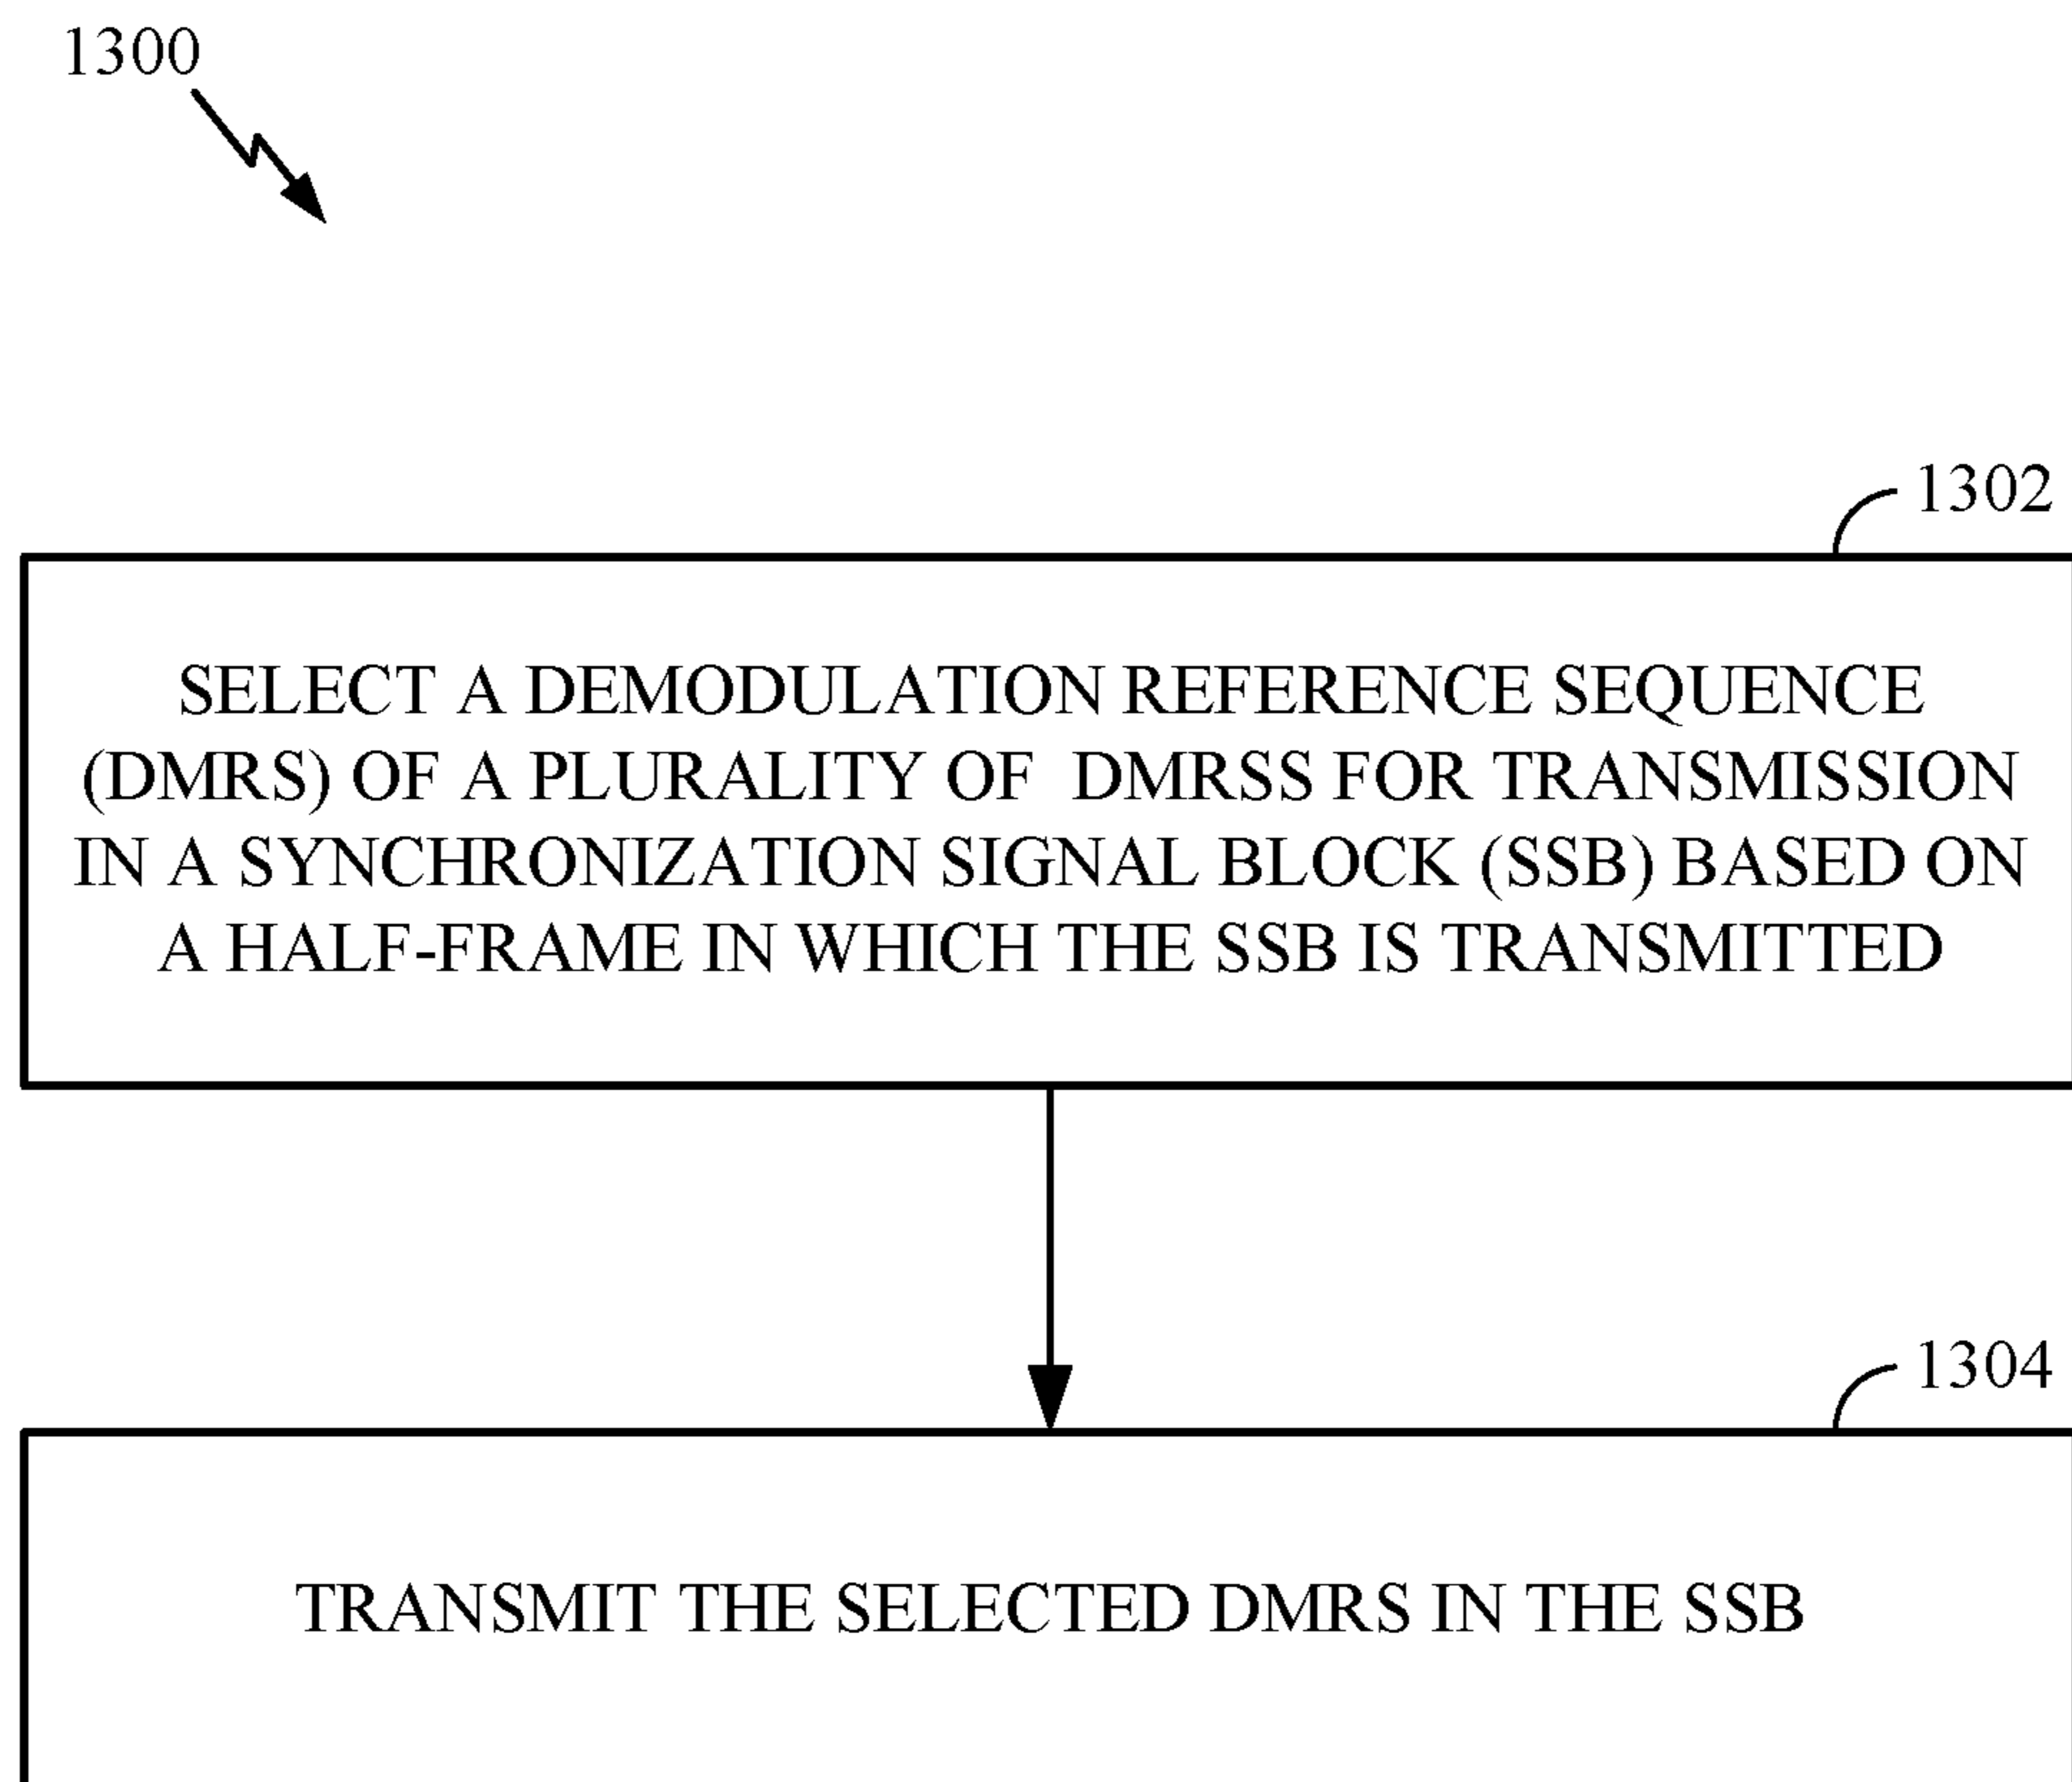 1300
1302
SELECT A DEMODULATION REFERENCE SEQUENCE
(DMRS) OF A PLURALITY OF DMRSS FOR TRANSMISSION
IN A SYNCHRONIZATION SIGNAL BLOCK (SSB) BASED ON
A HALF-FRAME IN WHICH THE SSB IS TRANSMITTED
1304
TRANSMIT THE SELECTED DMRS IN THE SSB